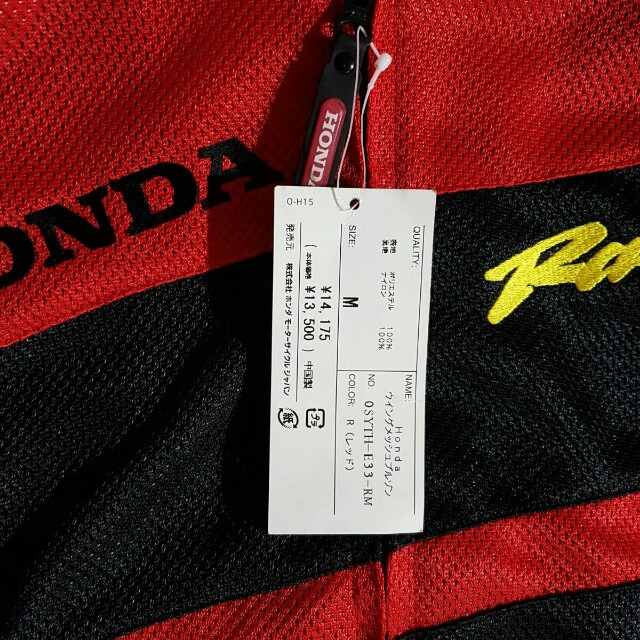 ONDA
HONDA
O-H15
QUALITY:
表地 ポリエステル 100%
裏地 ナイロン 100%
SIZE:
M
NAME:
Honda
ウイングメッシュブルゾン
NO: 0SYTH-E33-RM
COLOR: R (レッド)
¥14,175
(本体価格 ¥13,500) 中国製
発売元 株式会社 ホンダ モーターサイクル ジャパン
プラ
紙